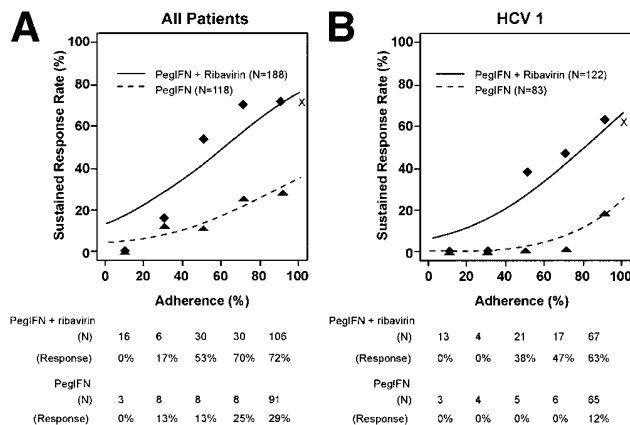 A All Patients
Sustained Response Rate (%)
100
80
60
40
20
0
PegIFN + Ribavirin (N=188)
PegIFN (N=118)
X
0 20 40 60 80 100
Adherence (%)
PegIFN + ribavirin
(N) 16 6 30 30 106
(Response) 0% 17% 53% 70% 72%
PegIFN
(N) 3 8 8 8 91
(Response) 0% 13% 13% 25% 29%
B HCV 1
Sustained Response Rate (%)
100
80
60
40
20
0
PegIFN + Ribavirin (N=122)
PegIFN (N=83)
X
0 20 40 60 80 100
Adherence (%)
PegIFN + ribavirin
(N) 13 4 21 17 67
(Response) 0% 0% 38% 47% 63%
PegIFN
(N) 3 4 5 6 65
(Response) 0% 0% 0% 0% 12%